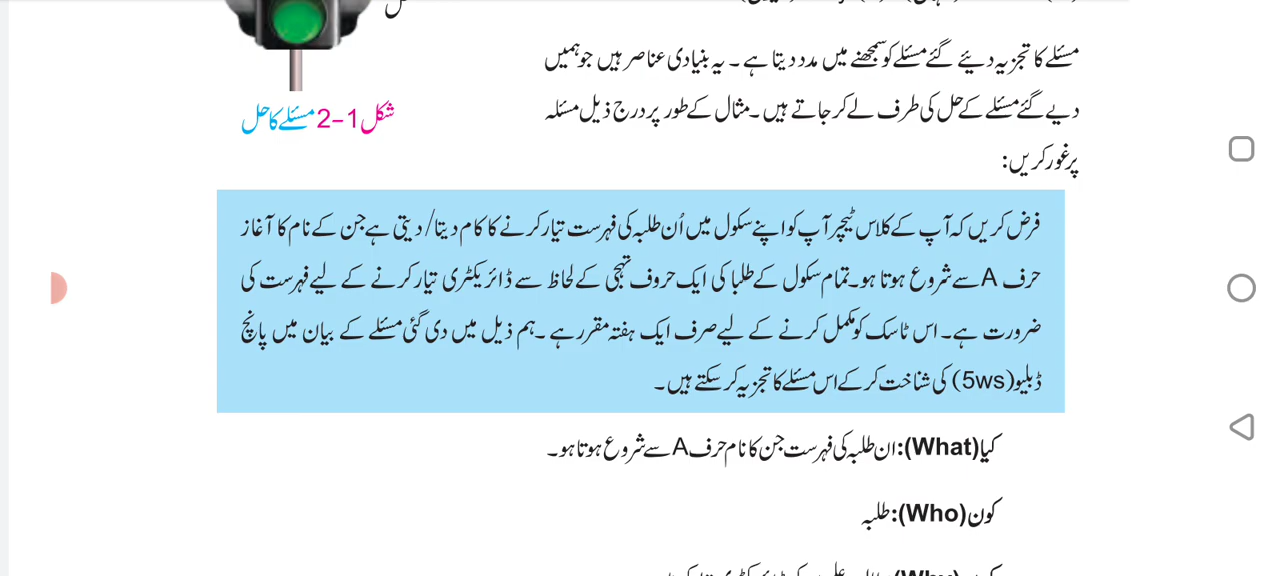 حل
مسئلے کا تجزیہ دیئے گئے مسئلے کو سمجھنے میں مدد دیتا ہے ۔ یہ بنیادی عناصر ہیں جو ہمیں
دیے گئے مسئلے کے حل کی طرف لے کر جاتے ہیں ۔ مثال کے طور پر درج ذیل مسئلہ
پر غور کریں:
شکل 1-2 مسئلے کا حل
فرض کریں کہ آپ کے کلاس ٹیچر آپ کو اپنے سکول میں اُن طلبہ کی فہرست تیار کرنے کا کام دیتا/ دیتی ہے جن کے نام کا آغاز
حرف A سے شروع ہوتا ہو۔ تمام سکول کے طلبا کی ایک حروف تہجی کے لحاظ سے ڈائریکٹری تیار کرنے کے لیے فہرست کی
ضرورت ہے۔ اس ٹاسک کو مکمل کرنے کے لیے صرف ایک ہفتہ مقرر ہے ۔ ہم ذیل میں دی گئی مسئلے کے بیان میں پانچ
ڈبلیو (5ws) کی شناخت کر کے اس مسئلے کا تجزیہ کر سکتے ہیں ۔
کیا (What): ان طلبہ کی فہرست جن کا نام حرف A سے شروع ہوتا ہو ۔
کون (Who): طلبہ